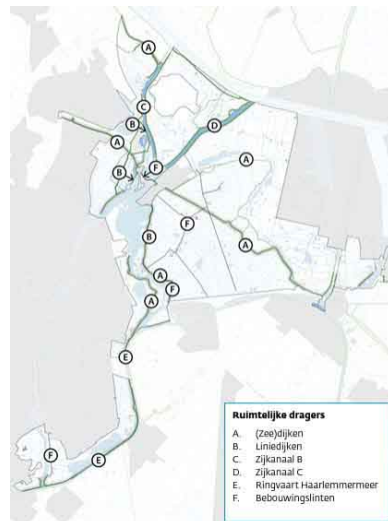 A
C
B
D
A
A
F
B
F
B
A
A
F
A
E
F
E
Ruimtelijke dragers
A. (Zee)dijken
B. Liniedijken
C. Zijkanaal B
D. Zijkanaal C
E. Ringvaart Haarlemmermeer
F. Bebouwingslinten